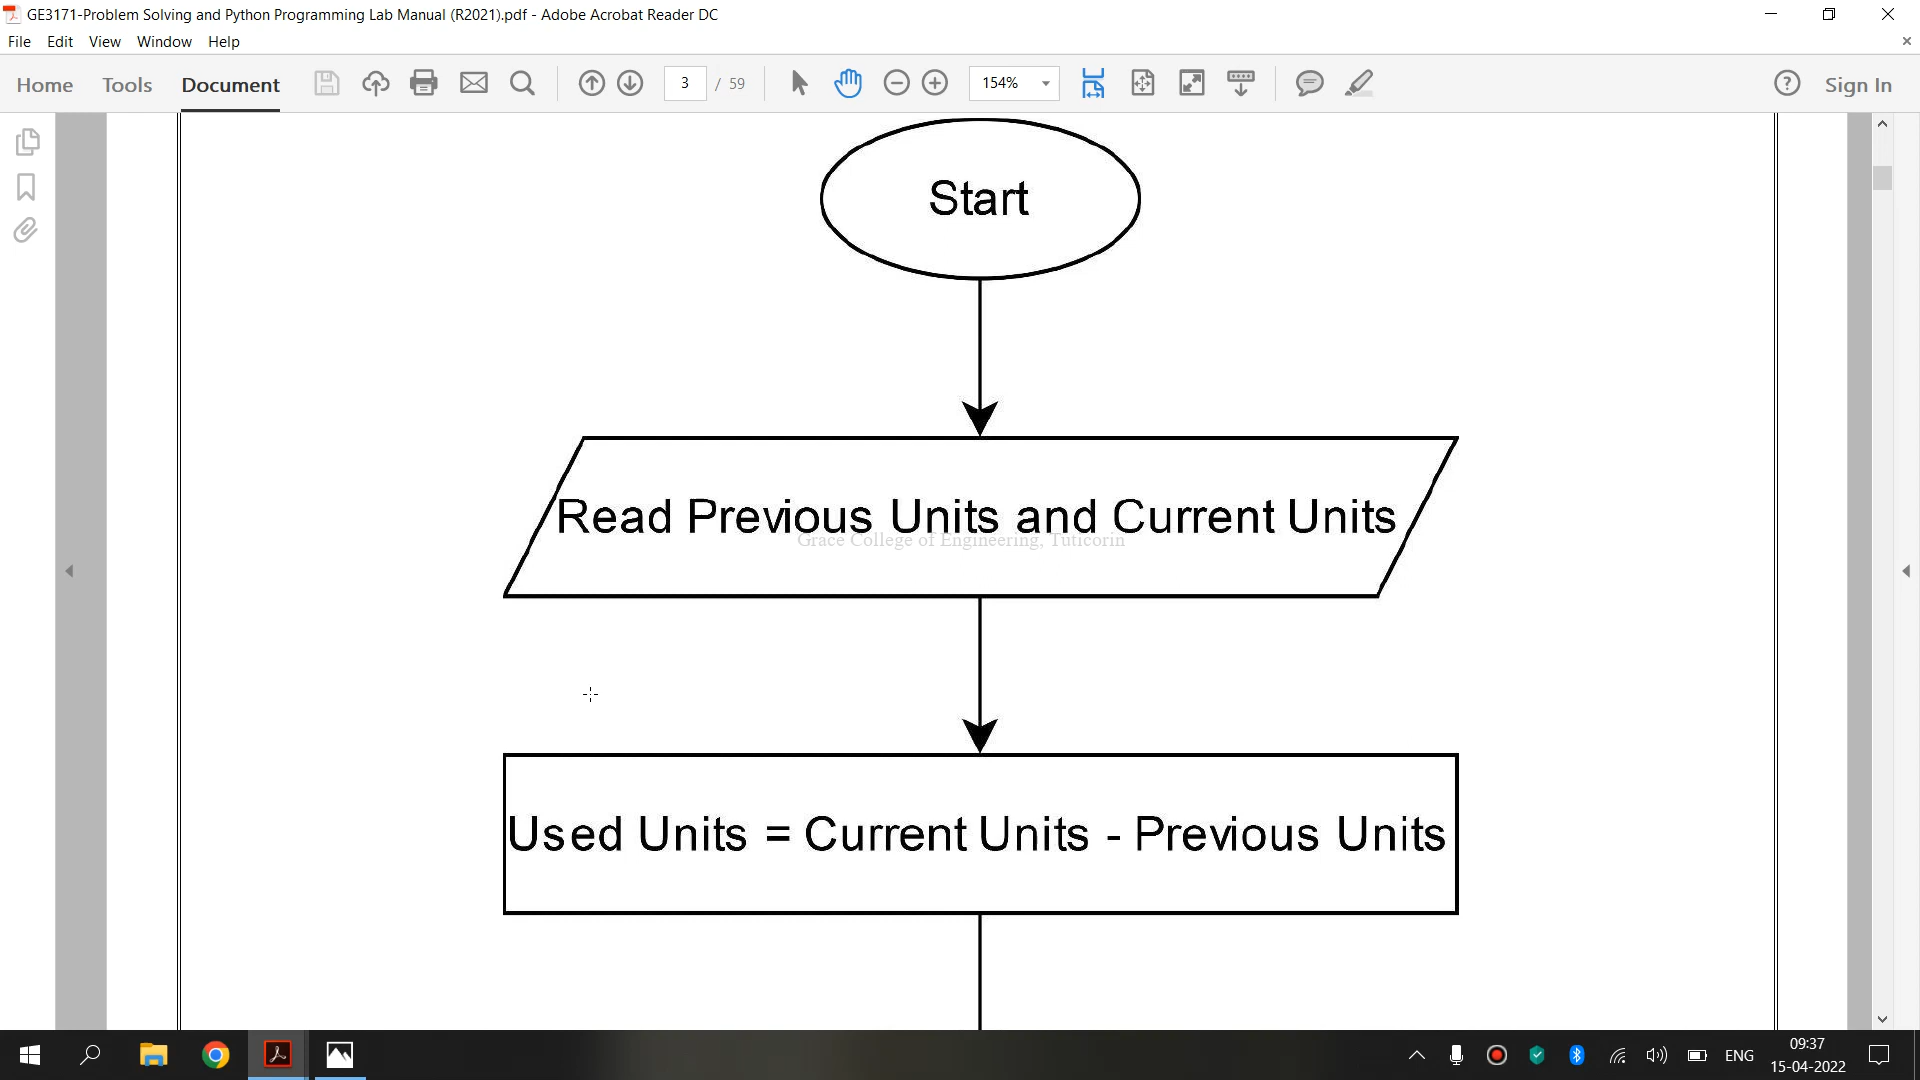 GE3171-Problem Solving and Python Programming Lab Manual (R2021).pdf - Adobe Acrobat Reader DC
File Edit View Window Help
Home Tools Document 3 / 59 154% Sign In
Start
Read Previous Units and Current Units
Grace College of Engineering, Tuticorin
Used Units = Current Units - Previous Units
ENG 09:37
15-04-2022